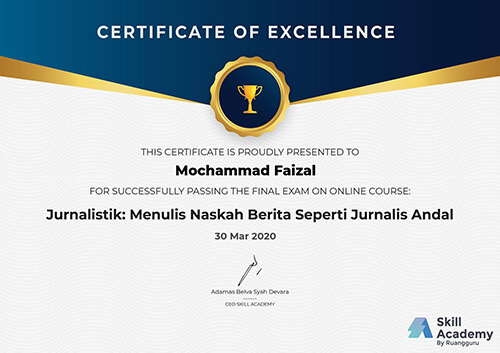 CERTIFICATE OF EXCELLENCE
THIS CERTIFICATE IS PROUDLY PRESENTED TO
Mochammad Faizal
FOR SUCCESSFULLY PASSING THE FINAL EXAM ON ONLINE COURSE:
Jurnalistik: Menulis Naskah Berita Seperti Jurnalis Andal
30 Mar 2020
Adamas Belva Syah Devara
CEO SKILL ACADEMY
Skill
Academy
By Ruangguru